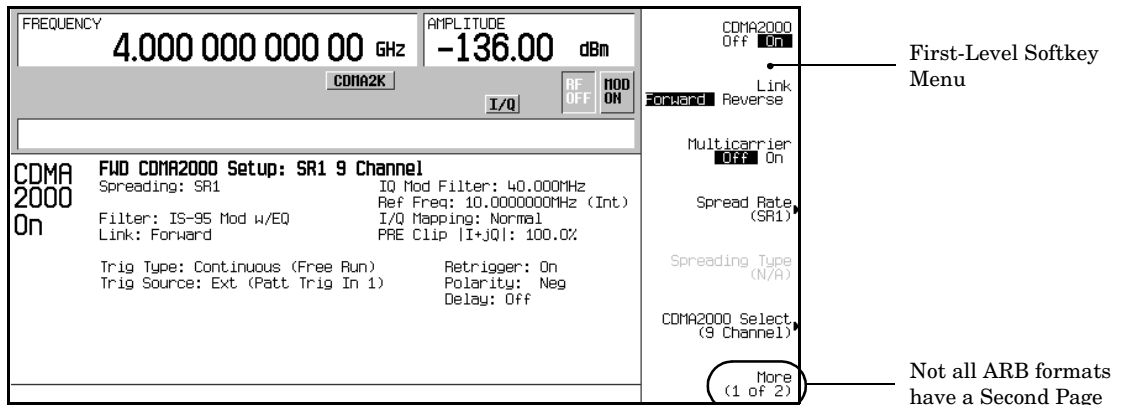 FREQUENCY
4.000 000 000 00 GHz
AMPLITUDE
-136.00 dBm
CDMA2K
I/Q
RF OFF
MOD ON
CDMA 2000 On
FWD CDMA2000 Setup: SR1 9 Channel
Spreading: SR1
IQ Mod Filter: 40.000MHz
Ref Freq: 10.0000000MHz (Int)
Filter: IS-95 Mod w/EQ
I/Q Mapping: Normal
Link: Forward
PRE Clip |I+jQ|: 100.0%
Trig Type: Continuous (Free Run)
Retrigger: On
Trig Source: Ext (Patt Trig In 1)
Polarity: Neg
Delay: Off
CDMA2000
Off On
Link
Forward Reverse
Multicarrier
Off On
Spread Rate
(SR1)
Spreading Type
(N/A)
CDMA2000 Select
(9 Channel)
More
(1 of 2)
First-Level Softkey
Menu
Not all ARB formats
have a Second Page